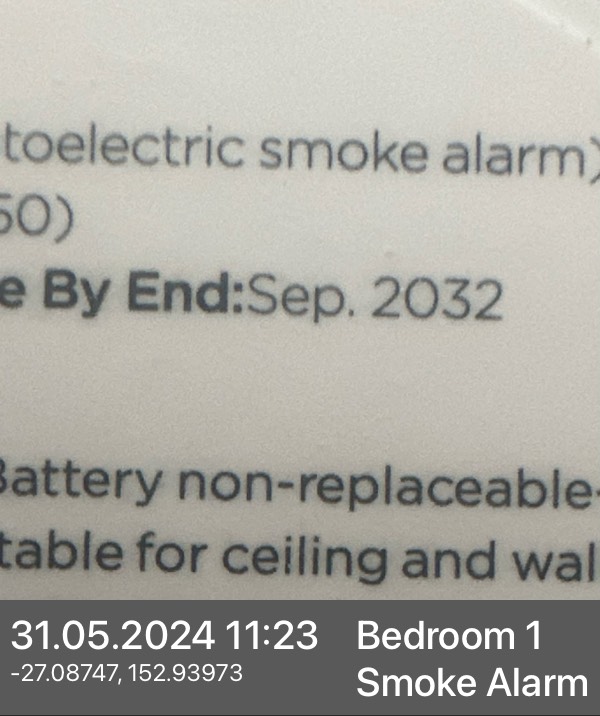 toelectric smoke alarm)
50)
e By End:Sep. 2032
Battery non-replaceable-
table for ceiling and wal
31.05.2024 11:23
-27.08747, 152.93973
Bedroom 1
Smoke Alarm